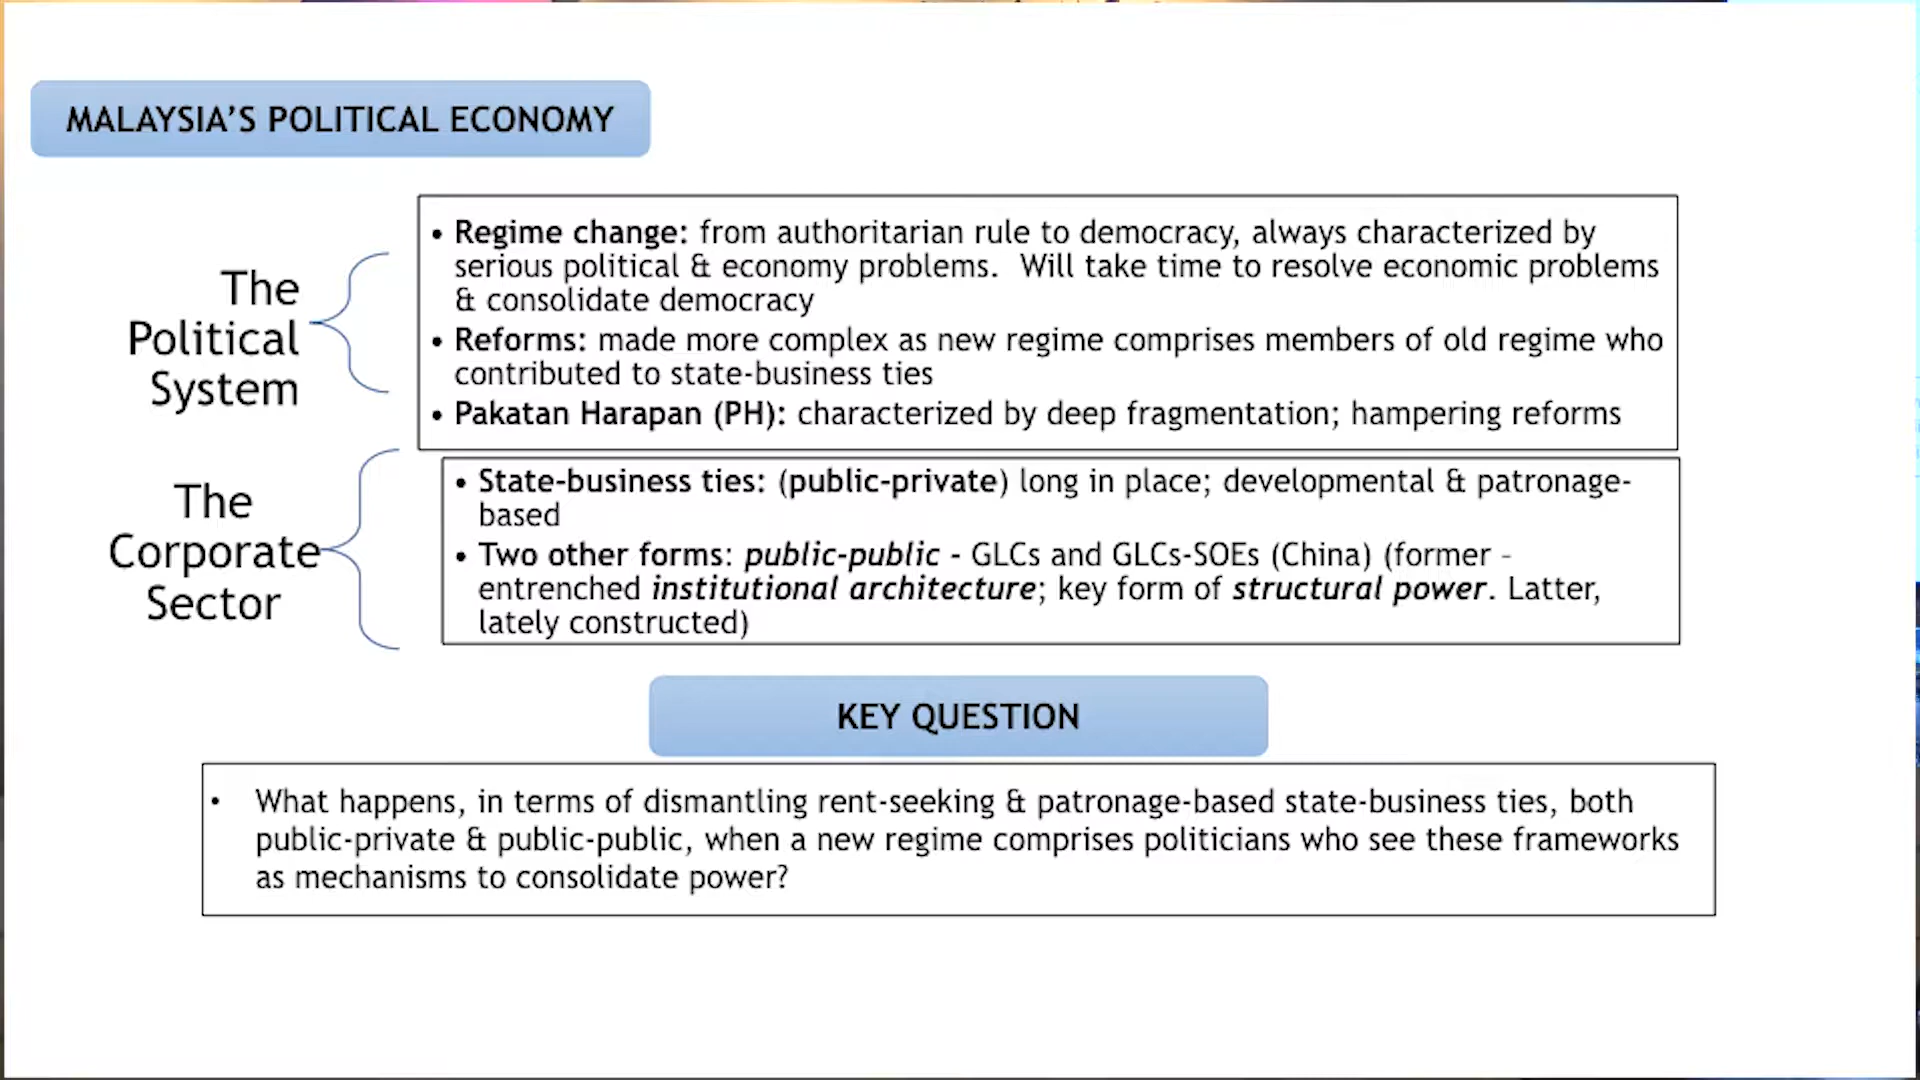 MALAYSIA’S POLITICAL ECONOMY
The
Political
System
• Regime change: from authoritarian rule to democracy, always characterized by
serious political & economy problems.  Will take time to resolve economic problems
& consolidate democracy
• Reforms: made more complex as new regime comprises members of old regime who
contributed to state-business ties
• Pakatan Harapan (PH): characterized by deep fragmentation; hampering reforms
The
Corporate
Sector
• State-business ties: (public-private) long in place; developmental & patronage-
based
• Two other forms: public-public - GLCs and GLCs-SOEs (China) (former –
entrenched institutional architecture; key form of structural power. Latter,
lately constructed)
KEY QUESTION
• What happens, in terms of dismantling rent-seeking & patronage-based state-business ties, both
public-private & public-public, when a new regime comprises politicians who see these frameworks
as mechanisms to consolidate power?